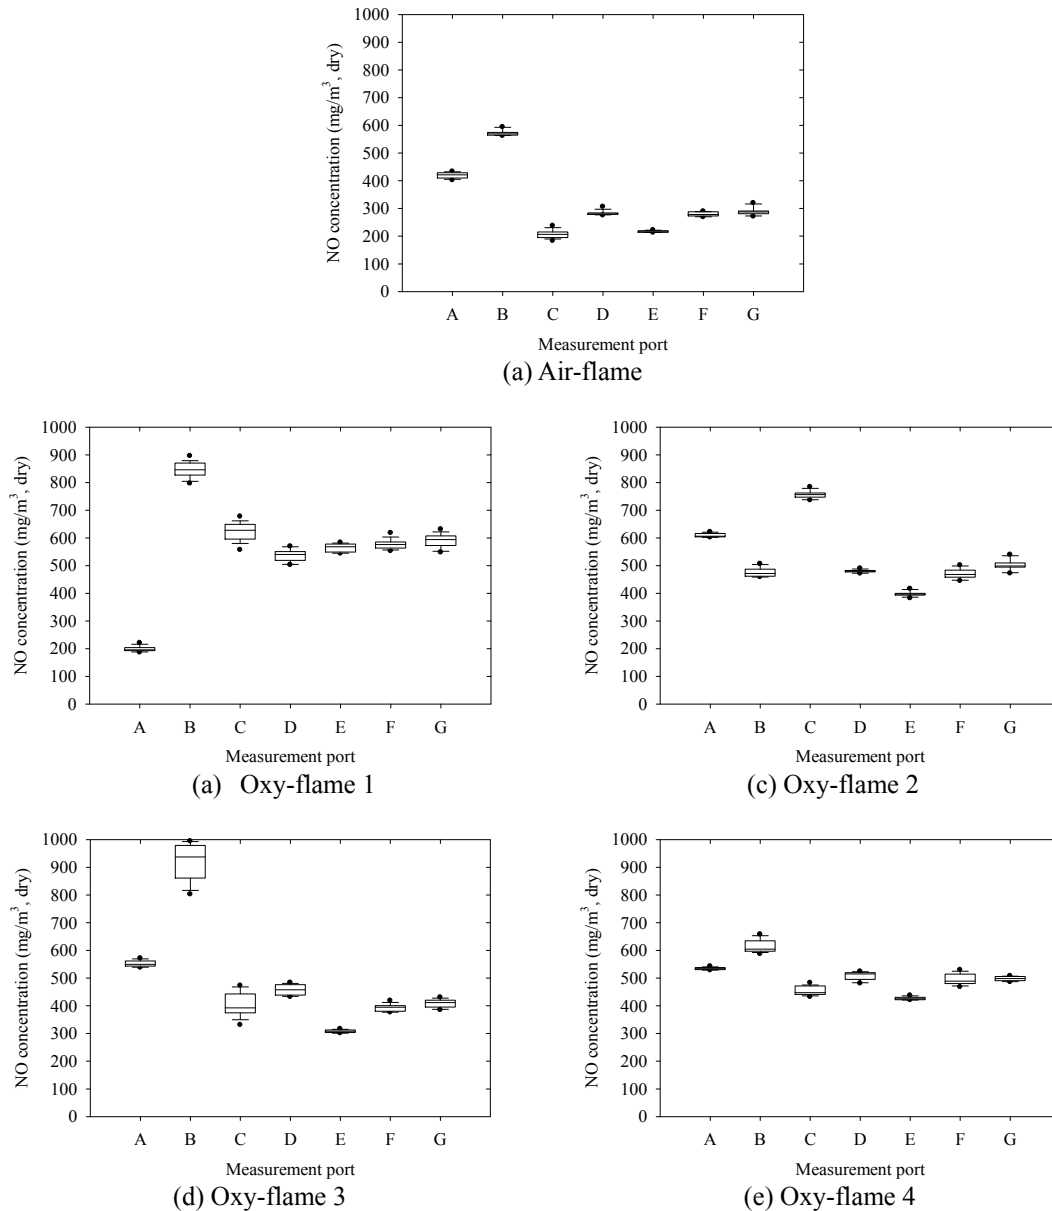 1000
900
800
700
600
500
400
300
200
100
0
NO concentration (mg/m³, dry)
A B C D E F G
Measurement port
(a) Air-flame
1000
900
800
700
600
500
400
300
200
100
0
NO concentration (mg/m³, dry)
A B C D E F G
Measurement port
(a) Oxy-flame 1
1000
900
800
700
600
500
400
300
200
100
0
NO concentration (mg/m³, dry)
A B C D E F G
Measurement port
(c) Oxy-flame 2
1000
900
800
700
600
500
400
300
200
100
0
NO concentration (mg/m³, dry)
A B C D E F G
Measurement port
(d) Oxy-flame 3
1000
900
800
700
600
500
400
300
200
100
0
NO concentration (mg/m³, dry)
A B C D E F G
Measurement port
(e) Oxy-flame 4